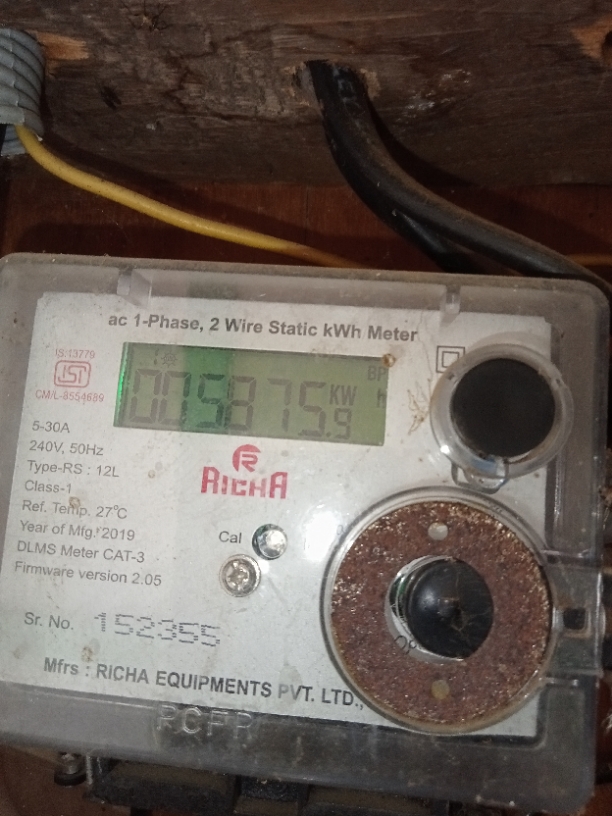 ac 1-Phase, 2 Wire Static kWh Meter
IS:13779
ISI
CM/L-8554689
BP
005875.9 KW h
5-30A
240V, 50Hz
Type-RS : 12L
Class-1
Ref. Temp. 27°C
Year of Mfg. 2019
DLMS Meter CAT-3
Firmware version 2.05
R
RICHA
Cal
Sr. No. 152355
Mfrs : RICHA EQUIPMENTS PVT. LTD.,